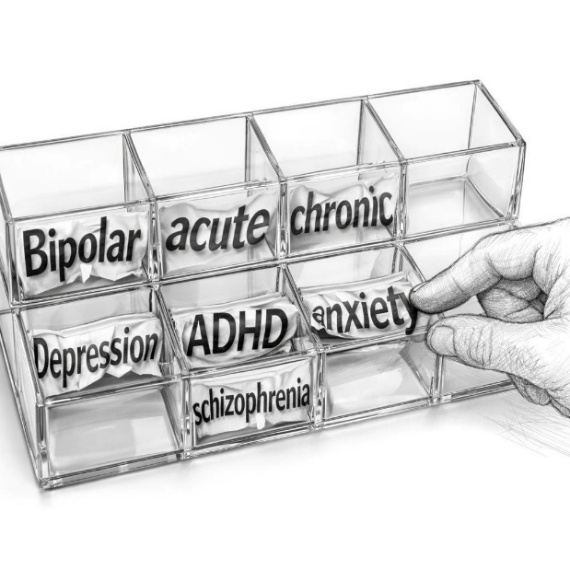 Bipolar
acute
chronic
Depression
ADHD
anxiety
schizophrenia